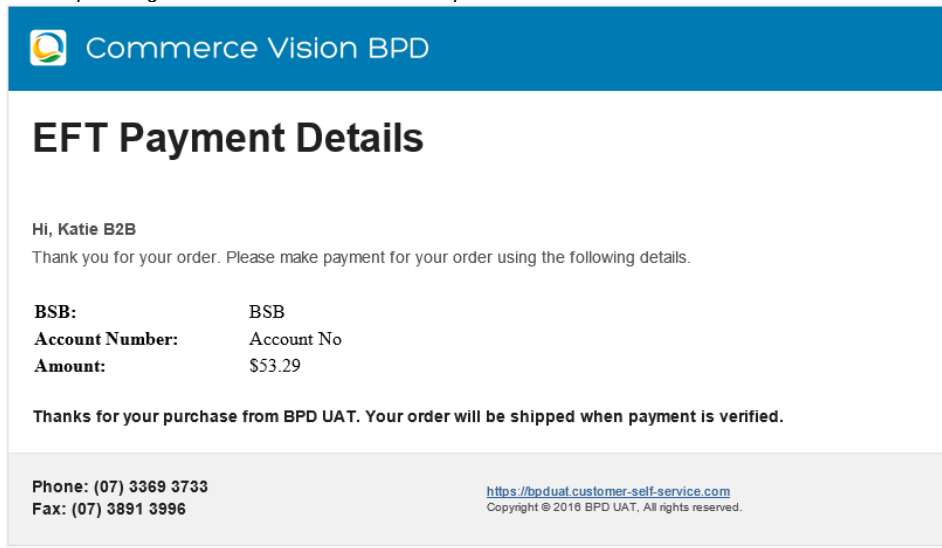 Commerce Vision BPD
EFT Payment Details
Hi, Katie B2B
Thank you for your order. Please make payment for your order using the following details.
BSB: BSB
Account Number: Account No
Amount: $53.29
Thanks for your purchase from BPD UAT. Your order will be shipped when payment is verified.
Phone: (07) 3369 3733
Fax: (07) 3891 3996
https://bpduat.customer-self-service.com
Copyright © 2016 BPD UAT, All rights reserved.